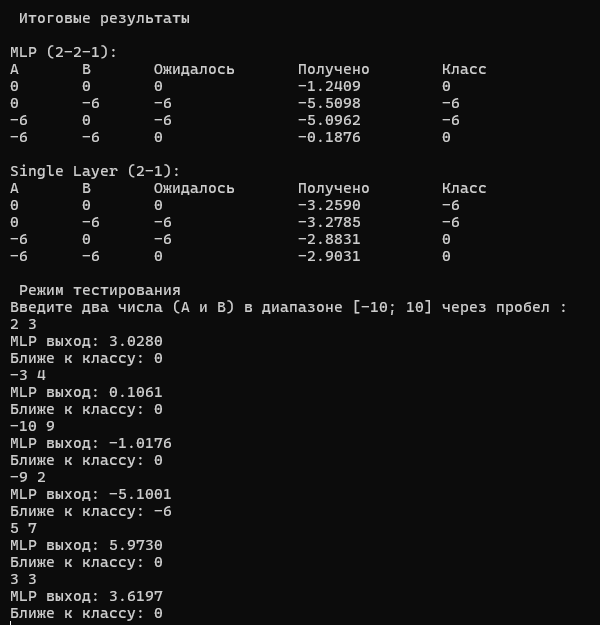 Итоговые результаты
MLP (2-2-1):
A B Ожидалось Получено Класс
0 0 0 -1.2409 0
0 -6 -6 -5.5098 -6
-6 0 -6 -5.0962 -6
-6 -6 0 -0.1876 0
Single Layer (2-1):
A B Ожидалось Получено Класс
0 0 0 -3.2590 -6
0 -6 -6 -3.2785 -6
-6 0 -6 -2.8831 0
-6 -6 0 -2.9031 0
Режим тестирования
Введите два числа (A и B) в диапазоне [-10; 10] через пробел :
2 3
MLP выход: 3.0280
Ближе к классу: 0
-3 4
MLP выход: 0.1061
Ближе к классу: 0
-10 9
MLP выход: -1.0176
Ближе к классу: 0
-9 2
MLP выход: -5.1001
Ближе к классу: -6
5 7
MLP выход: 5.9730
Ближе к классу: 0
3 3
MLP выход: 3.6197
Ближе к классу: 0